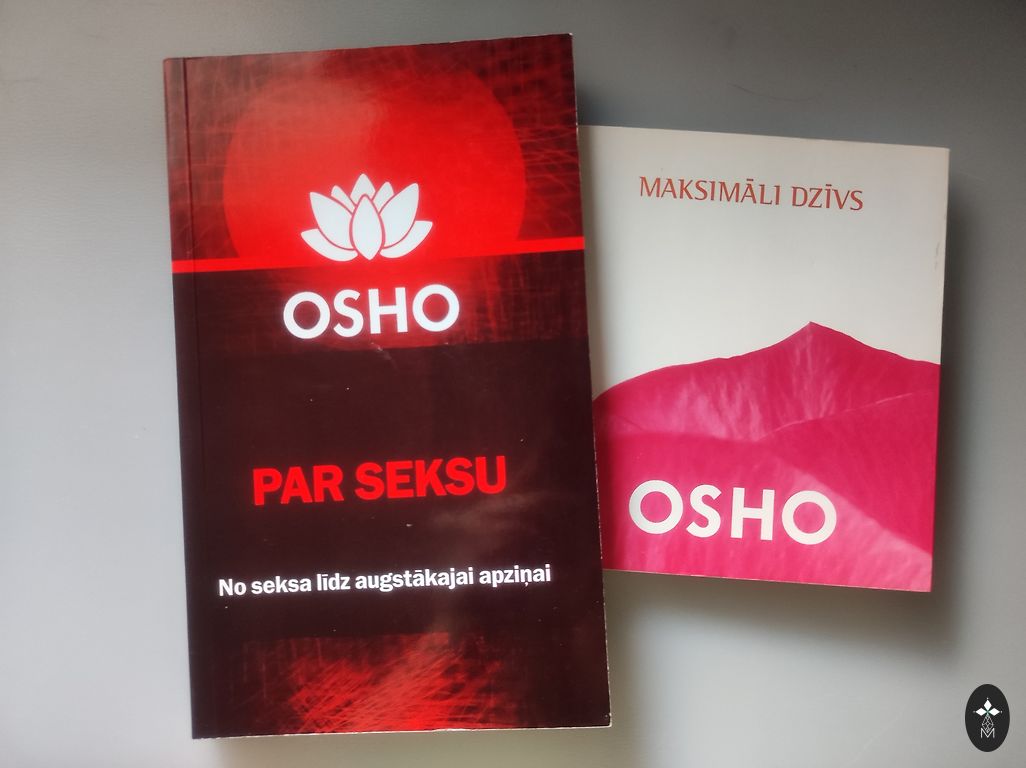 OSHO
PAR SEKSU
No seksa līdz augstākajai apziņai
MAKSIMĀLI DZĪVS
OSHO
M